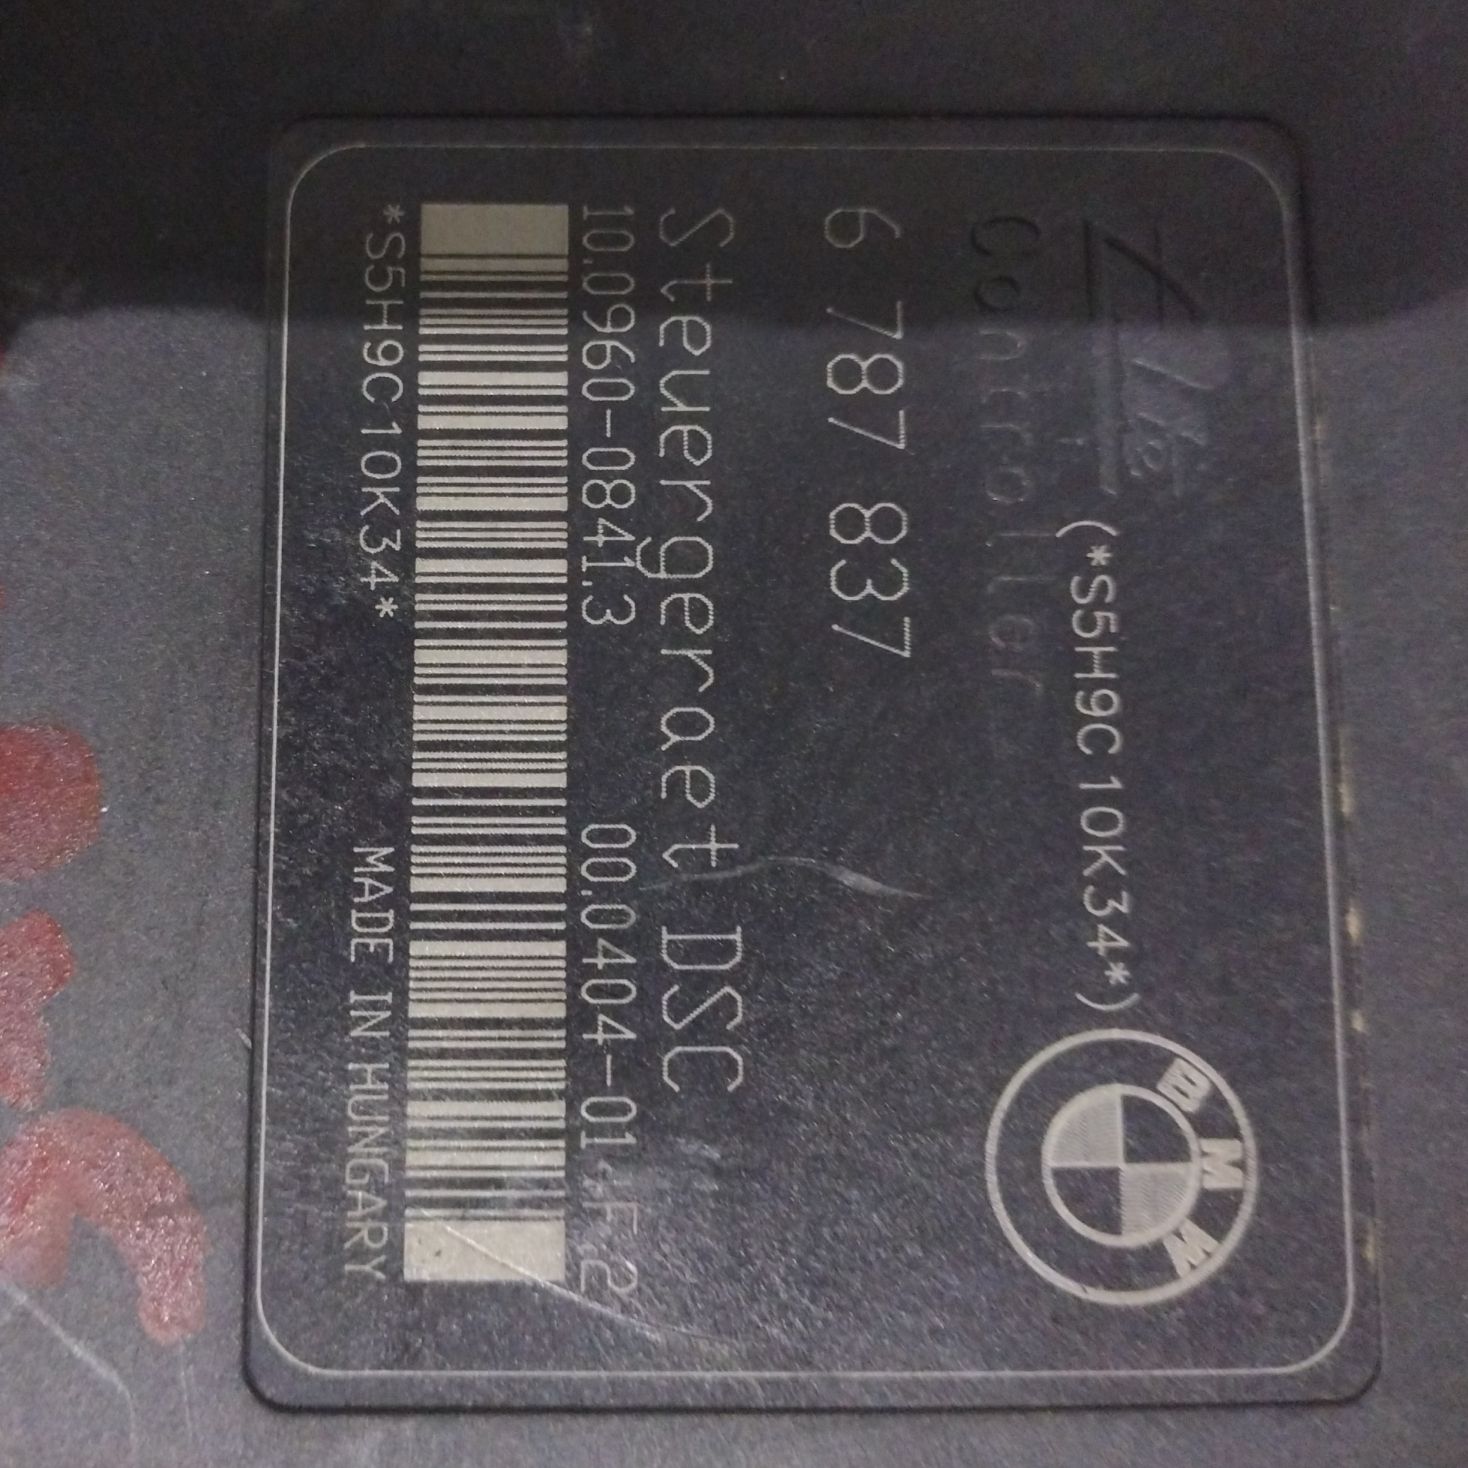 Ate
(*S5H9C10K34*)
BMW
Controller
6 787 837
Steuergeraet DSC
10.0960-0841.3 00.0404-01.F.2
*S5H9C10K34* MADE IN HUNGARY